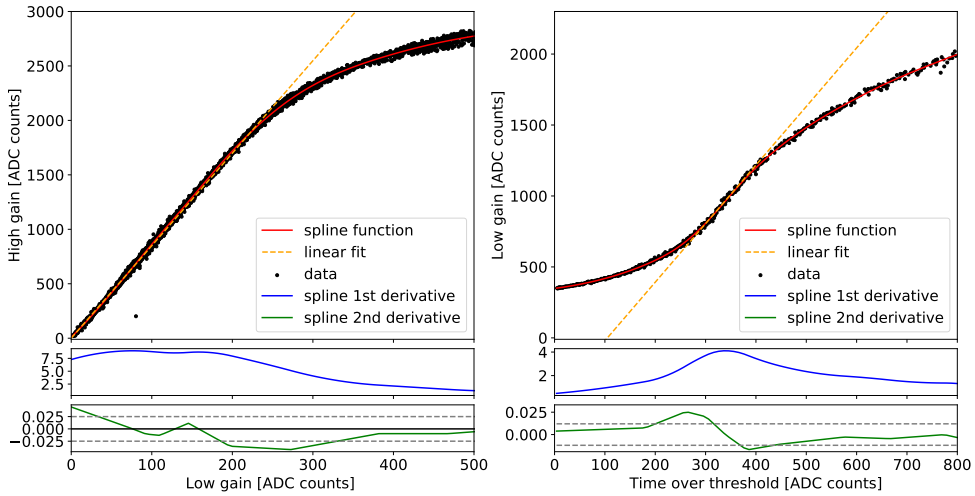 3000
2500
2000
1500
1000
500
0
High gain [ADC counts]
spline function
linear fit
data
spline 1st derivative
spline 2nd derivative
7.5
5.0
2.5
0.025
0.000
−0.025
0 100 200 300 400 500
Low gain [ADC counts]
2000
1500
1000
500
0
Low gain [ADC counts]
spline function
linear fit
data
spline 1st derivative
spline 2nd derivative
4
2
0.025
0.000
0 100 200 300 400 500 600 700 800
Time over threshold [ADC counts]